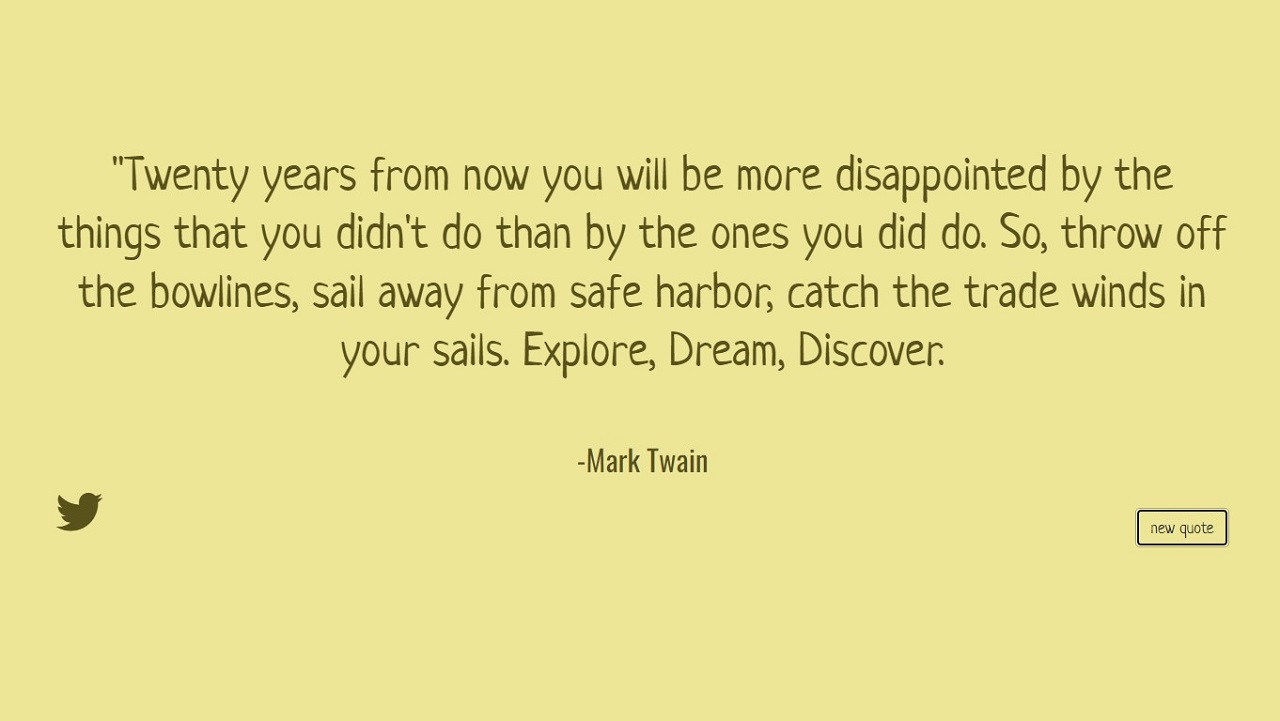 "Twenty years from now you will be more disappointed by the
things that you didn't do than by the ones you did do. So, throw off
the bowlines, sail away from safe harbor, catch the trade winds in
your sails. Explore, Dream, Discover.
-Mark Twain
new quote